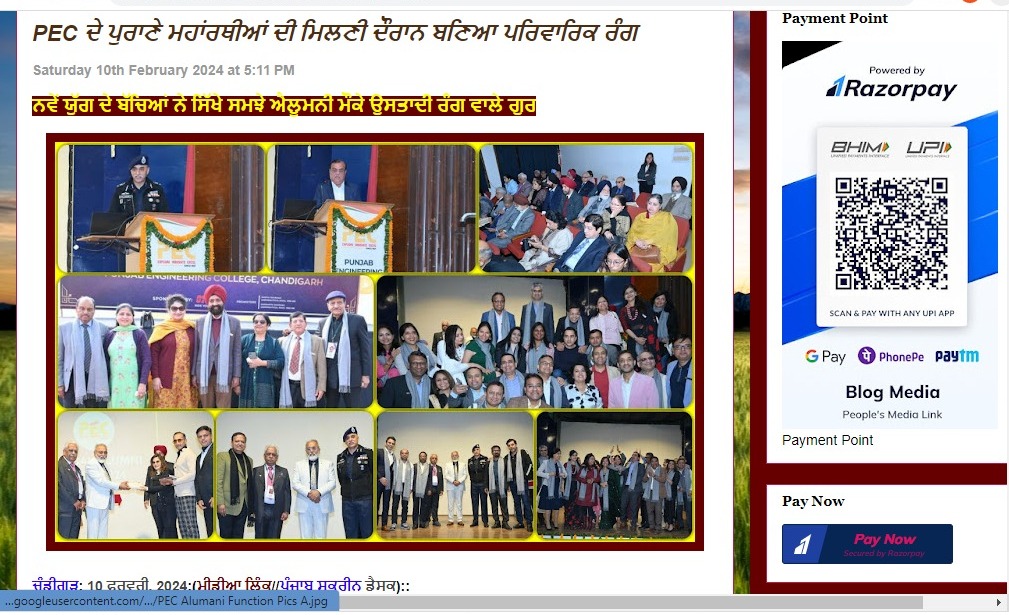 PEC ਦੇ ਪੁਰਾਣੇ ਮਹਾਂਰਥੀਆਂ ਦੀ ਮਿਲਣੀ ਦੌਰਾਨ ਬਣਿਆ ਪਰਿਵਾਰਿਕ ਰੰਗ
Saturday 10th February 2024 at 5:11 PM
ਨਵੇਂ ਯੁੱਗ ਦੇ ਬੱਚਿਆਂ ਨੇ ਸਿੱਖੇ ਸਮਝੇ ਐਲੂਮਨੀ ਮੌਕੇ ਉਸਤਾਦੀ ਰੰਗ ਵਾਲੇ ਗੁਰ
PEC
PEC
PUNJAB
ENGINEERING
PUNJAB ENGINEERING COLLEGE, CHANDIGARH
PEC
ਚੰਡੀਗੜ੍ਹ: 10 ਫਰਵਰੀ, 2024:(ਮੀਡੀਆ ਲਿੰਕ//ਪੰਜਾਬ ਸਕਰੀਨ ਡੈਸਕ)::
...googleusercontent.com/.../PEC Alumani Function Pics A.jpg
Payment Point
Powered by
Razorpay
BHIM UPI
SCAN & PAY WITH ANY UPI APP
G Pay PhonePe paytm
Blog Media
People's Media Link
Payment Point
Pay Now
Pay Now
Secured by Razorpay